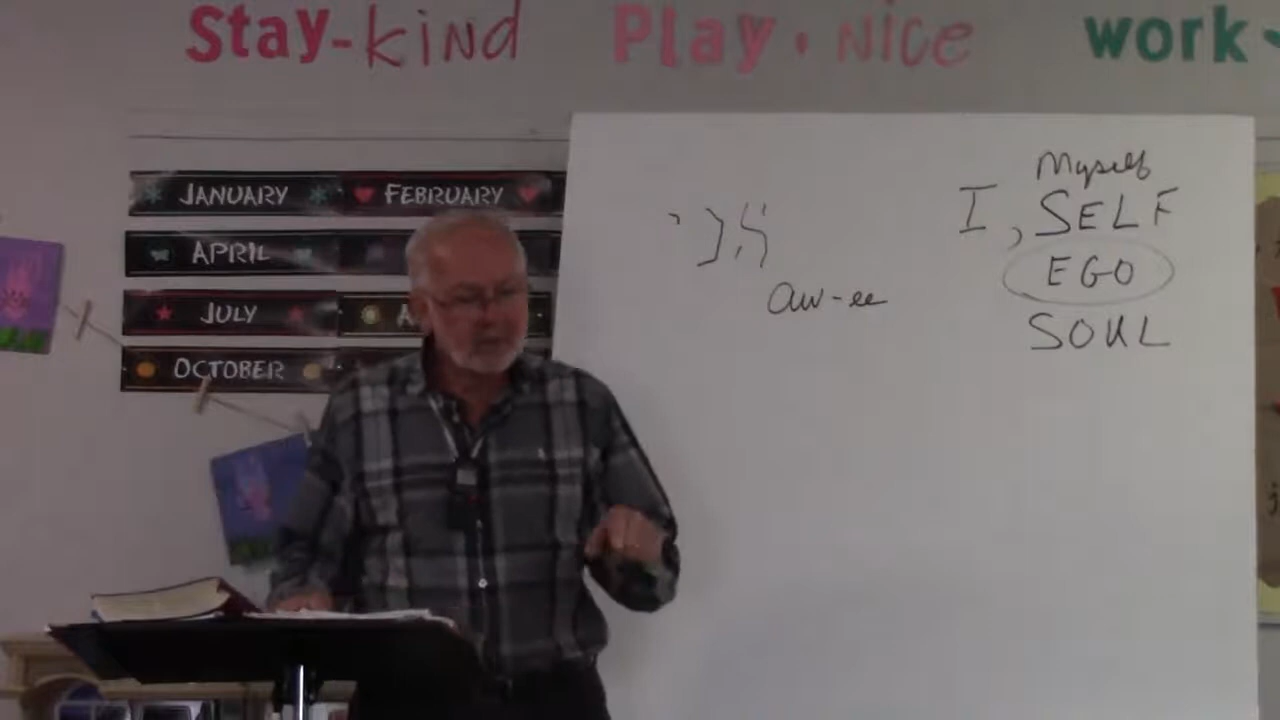 Stay-kind Play · nice work
JANUARY FEBRUARY
APRIL
JULY
OCTOBER
Myself
אני I, SELF
EGO
aw-ee
SOUL